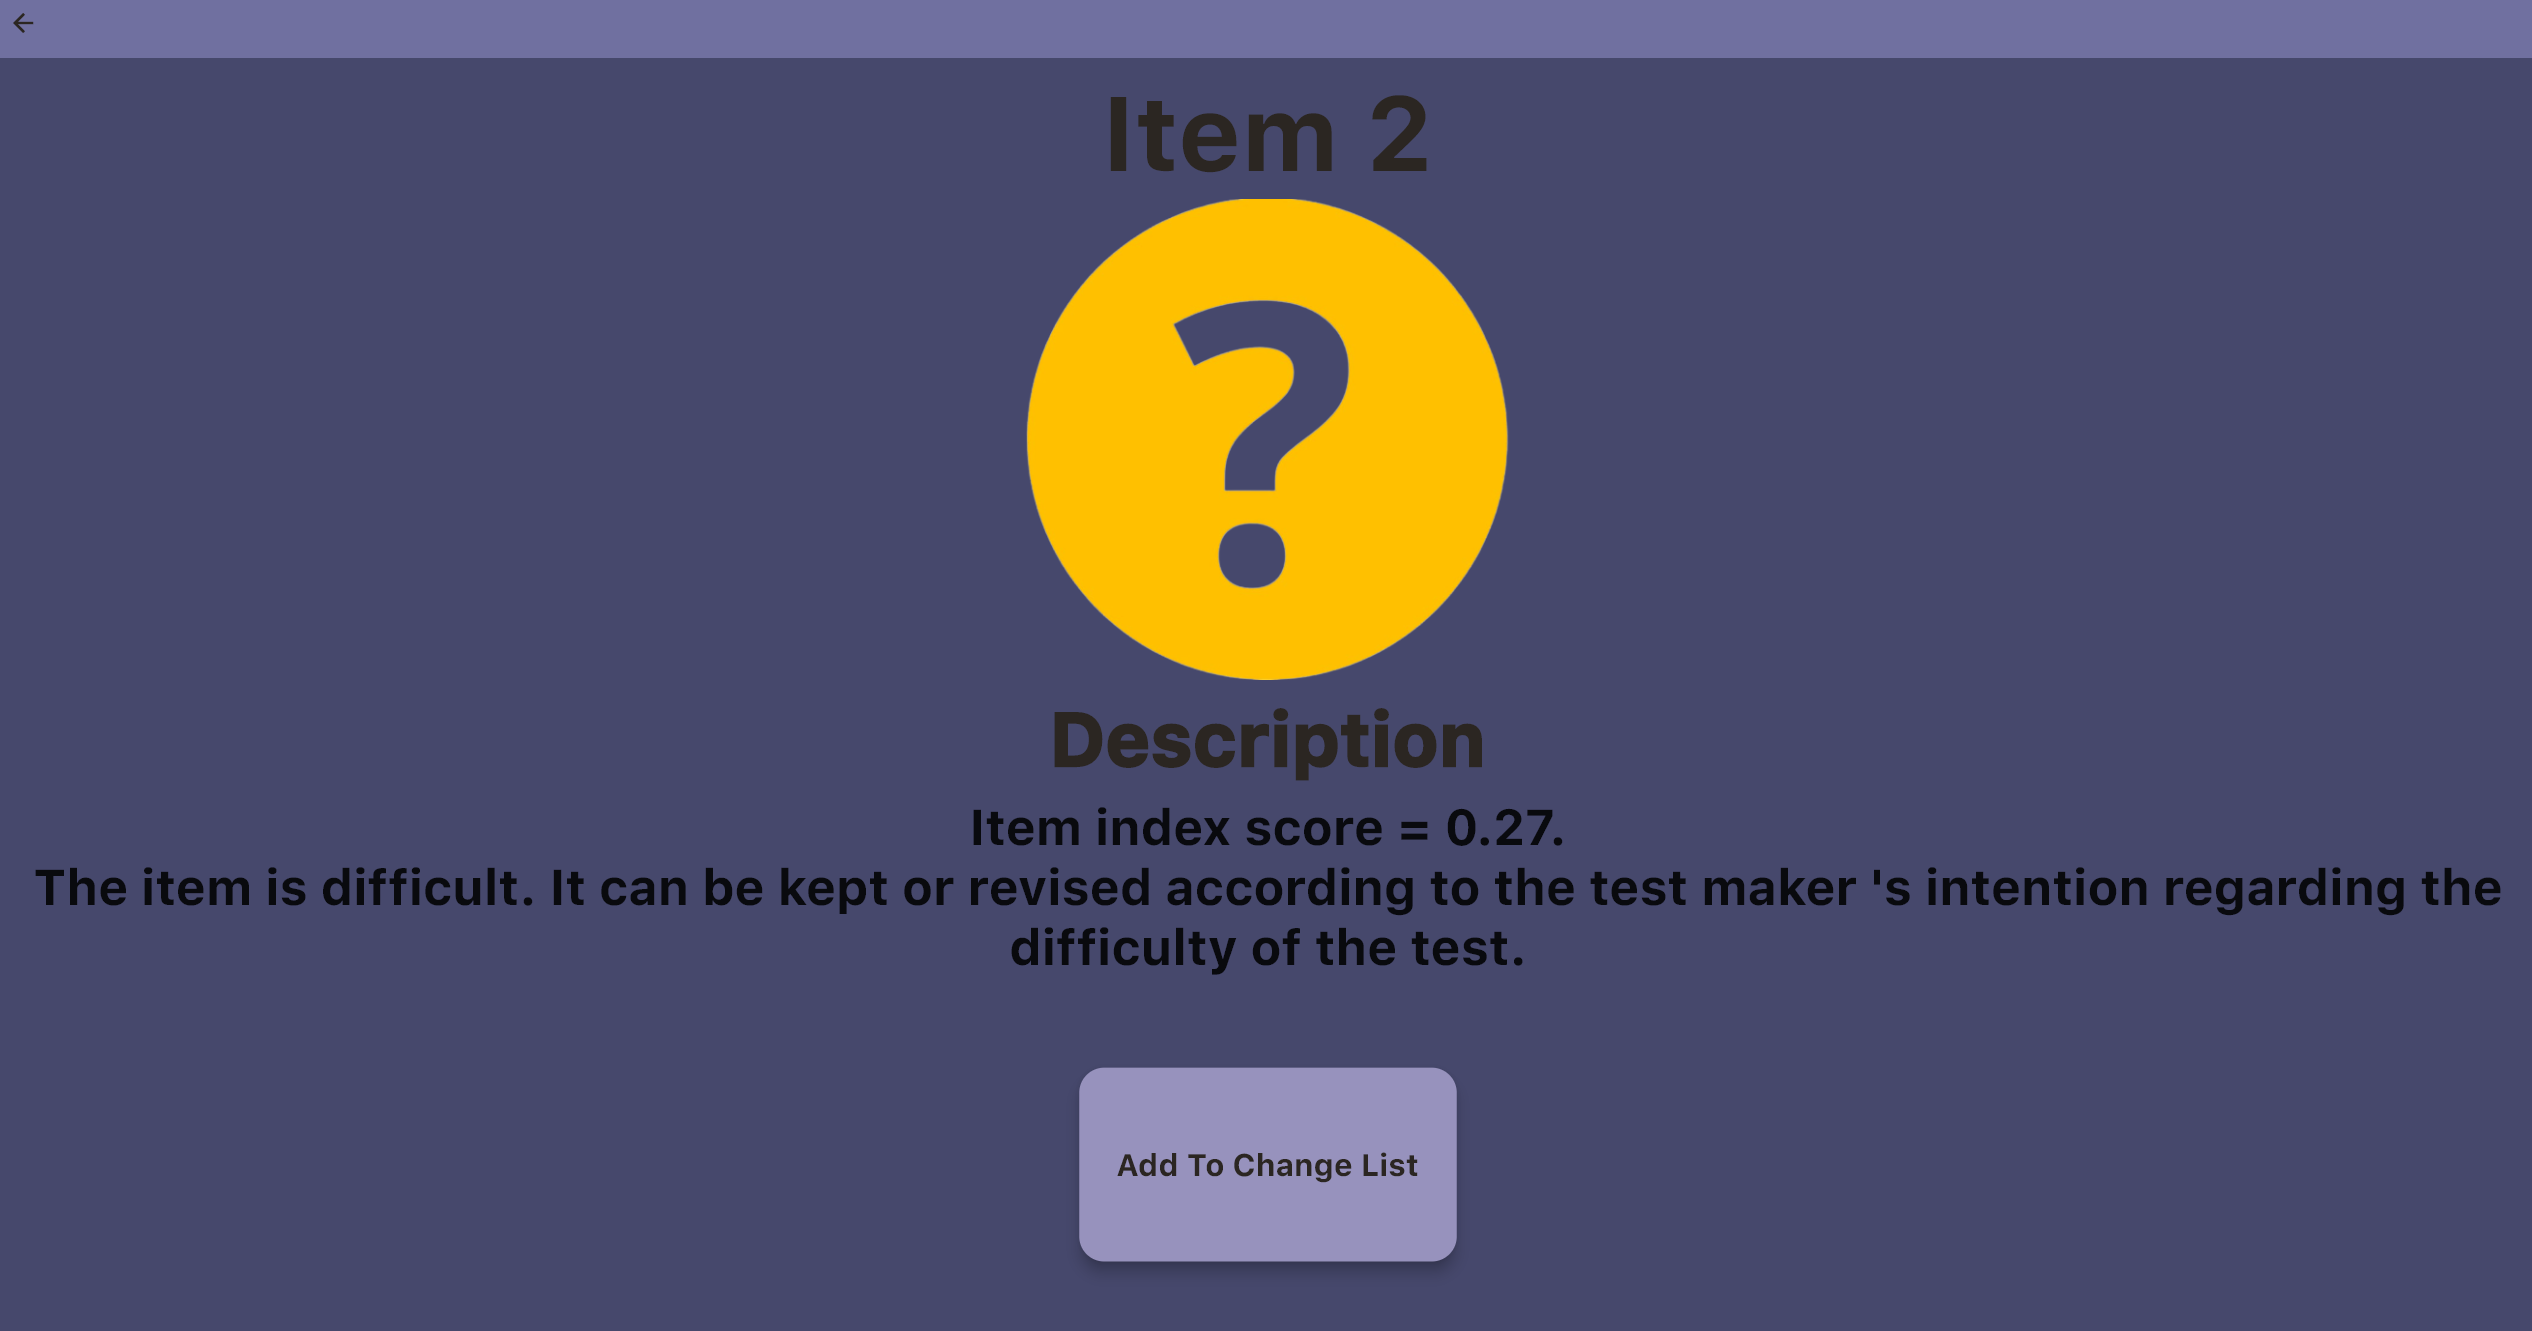 Item 2
?
Description
Item index score = 0.27.
The item is difficult. It can be kept or revised according to the test maker 's intention regarding the
difficulty of the test.
Add To Change List